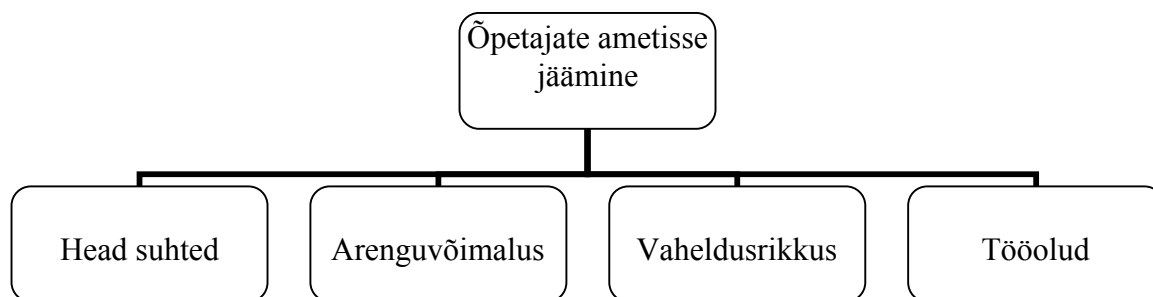 Õpetajate ametisse
jäämine
Head suhted
Arenguvõimalus
Vaheldusrikkus
Tööolud